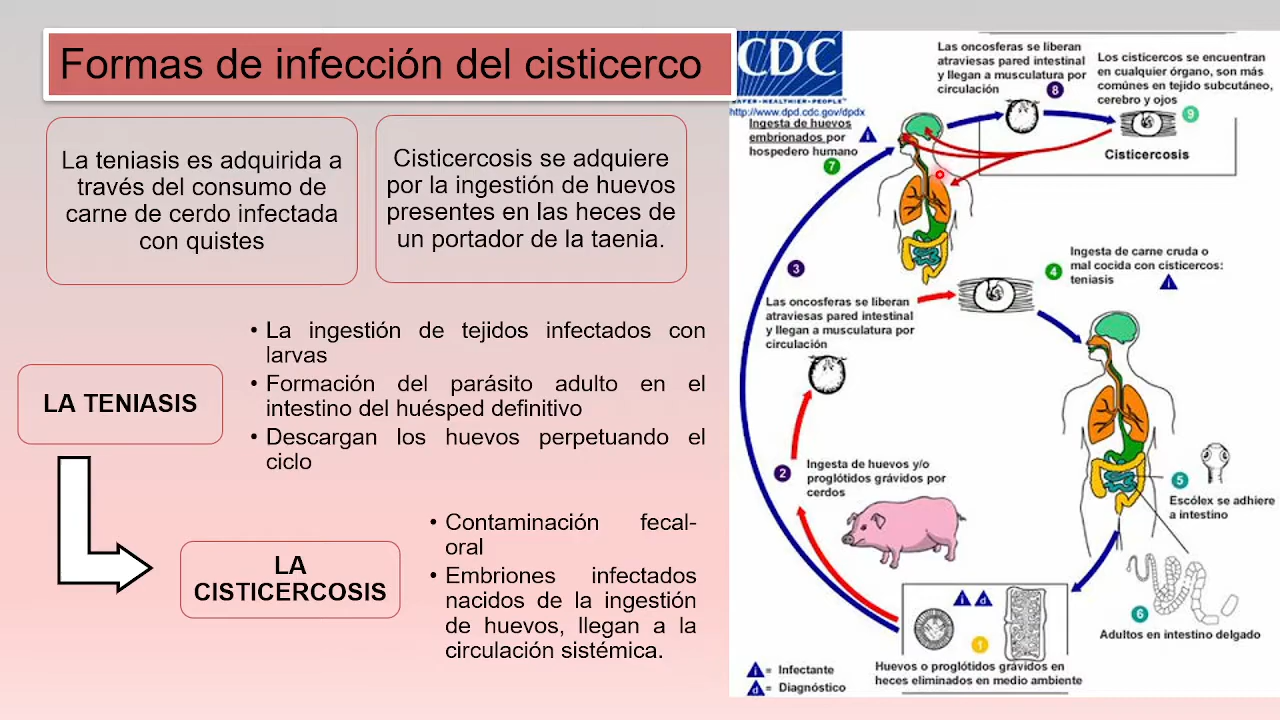 Formas de infección del cisticerco
La teniasis es adquirida a
través del consumo de
carne de cerdo infectada
con quistes
Cisticercosis se adquiere
por la ingestión de huevos
presentes en las heces de
un portador de la taenia.
LA TENIASIS
• La ingestión de tejidos infectados con
larvas
• Formación del parásito adulto en el
intestino del huésped definitivo
• Descargan los huevos perpetuando el
ciclo
LA
CISTICERCOSIS
• Contaminación fecal-
oral
• Embriones infectados
nacidos de la ingestión
de huevos, llegan a la
circulación sistémica.
CDC
SAFER•HEALTHIER•PEOPLE™
http://www.dpd.cdc.gov/dpdx
Las oncosferas se liberan
atraviesas pared intestinal
y llegan a musculatura por
circulación
8
Los cisticercos se encuentran
en cualquier órgano, son más
comúnes en tejido subcutáneo,
cerebro y ojos
9
Cisticercosis
Ingesta de huevos
embrionados por
hospedero humano
i
7
3
Las oncosferas se liberan
atraviesas pared intestinal
y llegan a musculatura por
circulación
4
Ingesta de carne cruda o
mal cocida con cisticercos:
teniasis
i
2
Ingesta de huevos y/o
proglótidos grávidos por
cerdos
5
Escólex se adhiere
a intestino
6
Adultos en intestino delgado
i d
1
Huevos o proglótidos grávidos en
heces eliminados en medio ambiente
i = Infectante
d = Diagnóstico